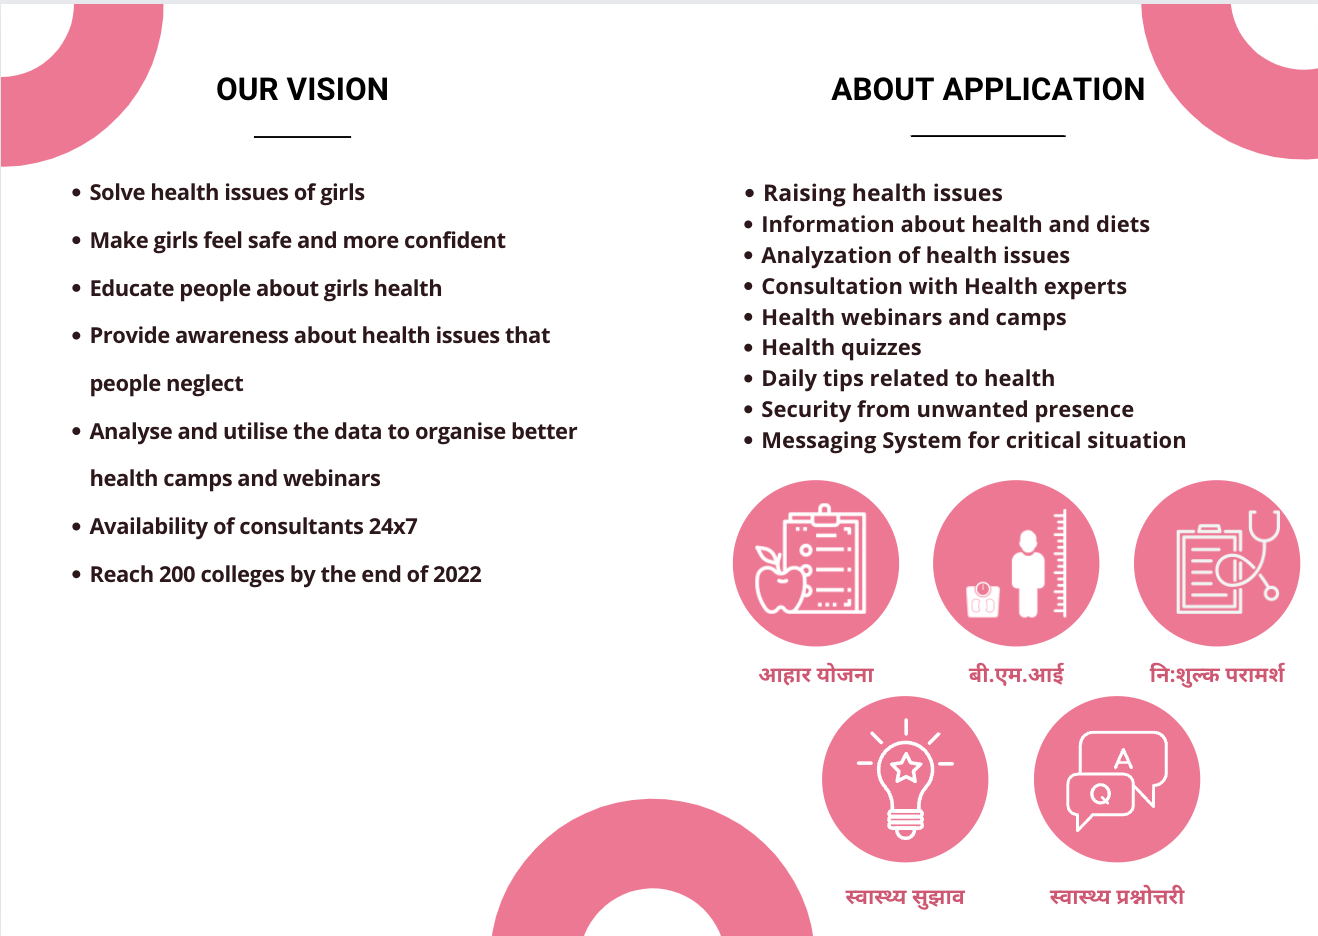 OUR VISION
• Solve health issues of girls
• Make girls feel safe and more confident
• Educate people about girls health
• Provide awareness about health issues that
people neglect
• Analyse and utilise the data to organise better
health camps and webinars
• Availability of consultants 24x7
• Reach 200 colleges by the end of 2022
ABOUT APPLICATION
• Raising health issues
• Information about health and diets
• Analyzation of health issues
• Consultation with Health experts
• Health webinars and camps
• Health quizzes
• Daily tips related to health
• Security from unwanted presence
• Messaging System for critical situation
आहार योजना
बी.एम.आई
नि:शुल्क परामर्श
A
Q
स्वास्थ्य सुझाव
स्वास्थ्य प्रश्नोत्तरी